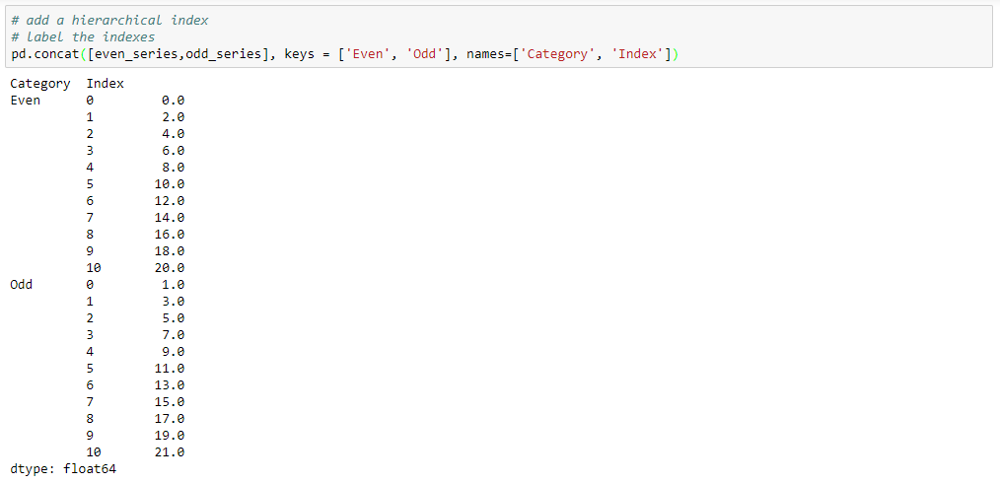 # add a hierarchical index
# label the indexes
pd.concat([even_series,odd_series], keys = ['Even', 'Odd'], names=['Category', 'Index'])
Category  Index
Even      0         0.0
          1         2.0
          2         4.0
          3         6.0
          4         8.0
          5        10.0
          6        12.0
          7        14.0
          8        16.0
          9        18.0
          10       20.0
Odd       0         1.0
          1         3.0
          2         5.0
          3         7.0
          4         9.0
          5        11.0
          6        13.0
          7        15.0
          8        17.0
          9        19.0
          10       21.0
dtype: float64